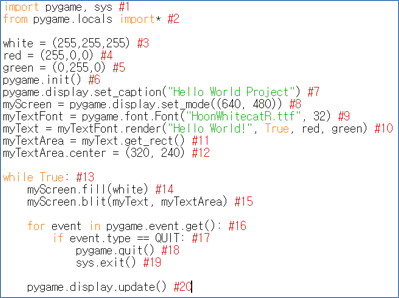 import pygame, sys #1
from pygame.locals import* #2
white = (255,255,255) #3
red = (255,0,0) #4
green = (0,255,0) #5
pygame.init() #6
pygame.display.set_caption("Hello World Project") #7
myScreen = pygame.display.set_mode((640, 480)) #8
myTextFont = pygame.font.Font("HoonWhitecatR.ttf", 32) #9
myText = myTextFont.render("Hello World!", True, red, green) #10
myTextArea = myText.get_rect() #11
myTextArea.center = (320, 240) #12
while True: #13
    myScreen.fill(white) #14
    myScreen.blit(myText, myTextArea) #15
    for event in pygame.event.get(): #16
        if event.type == QUIT: #17
            pygame.quit() #18
            sys.exit() #19
    pygame.display.update() #20